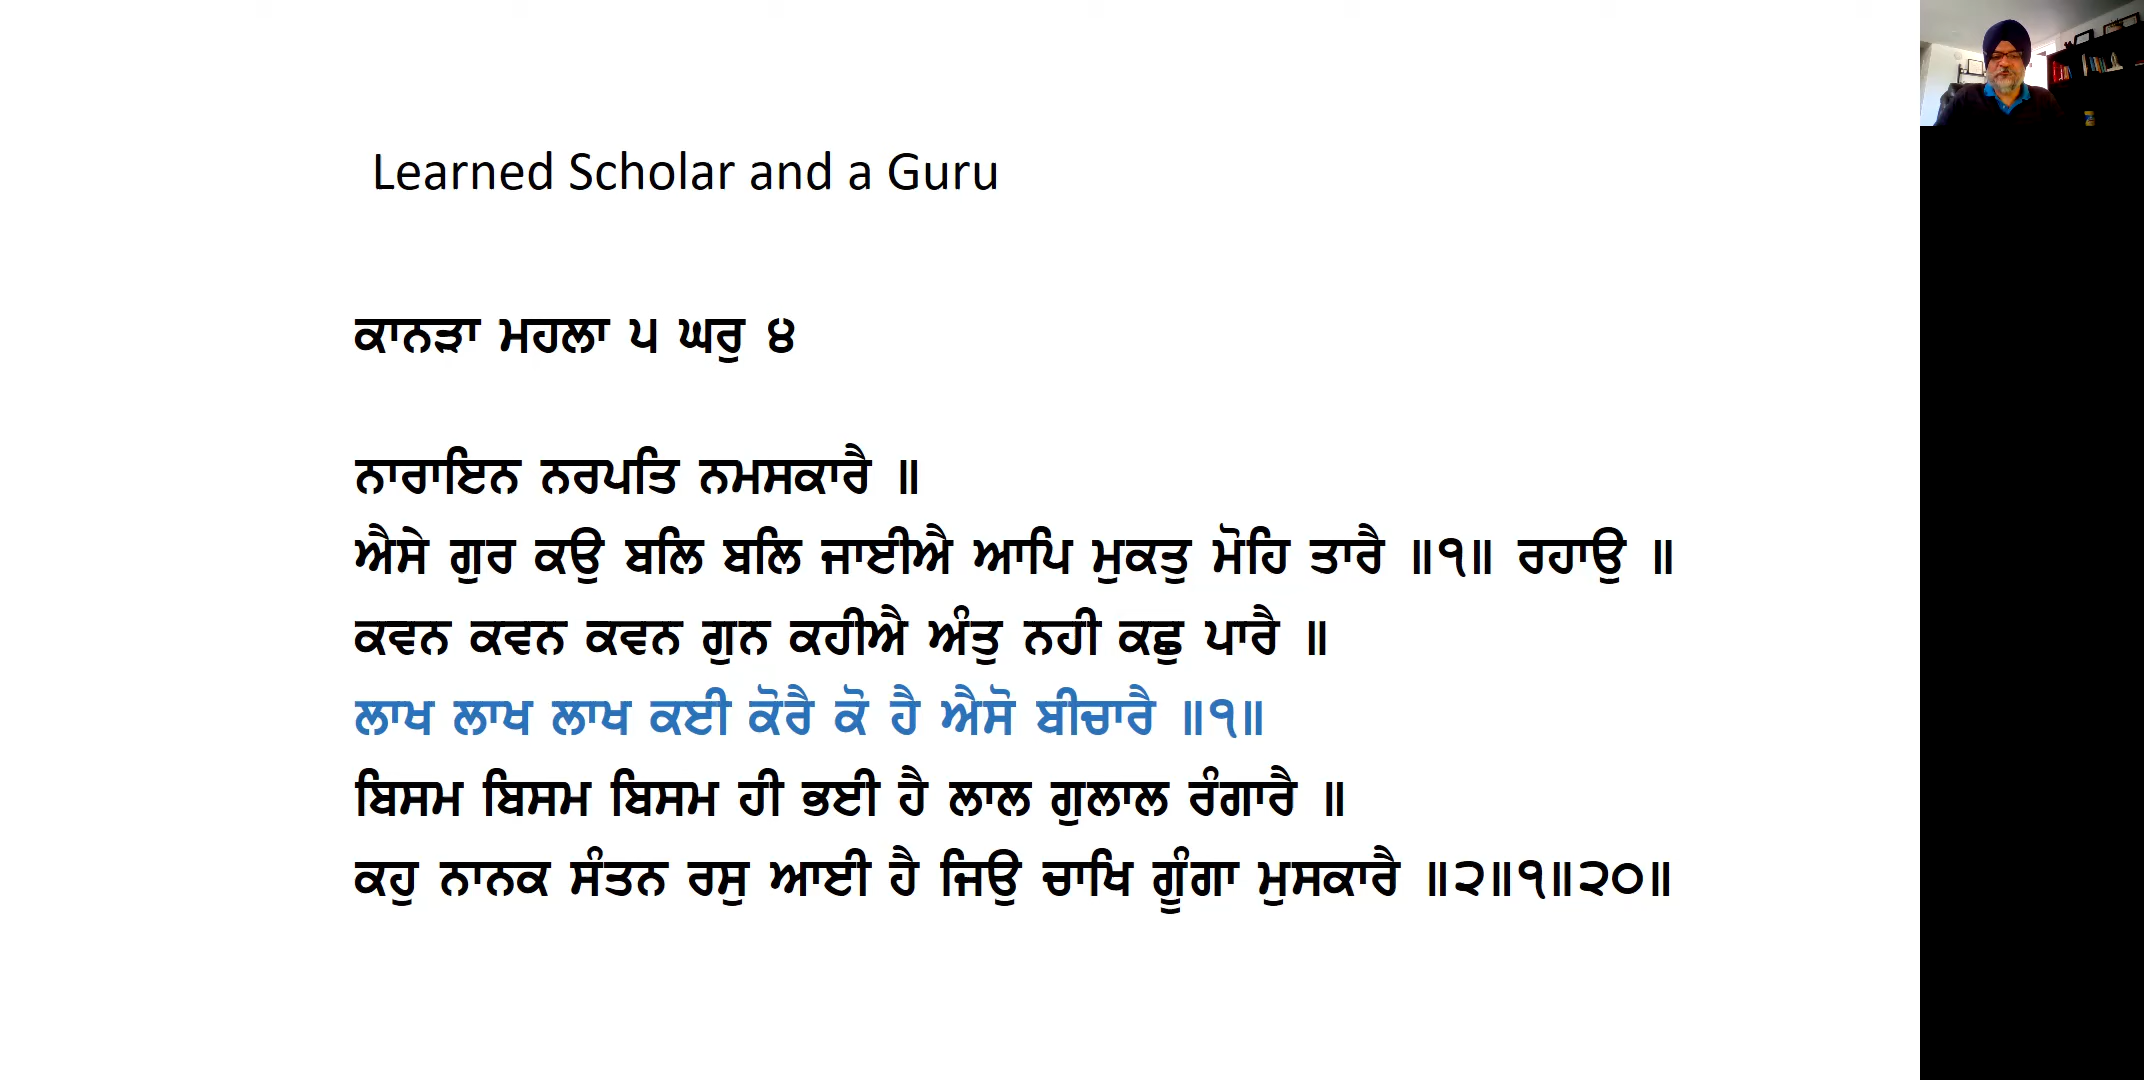 Learned Scholar and a Guru
ਕਾਨੜਾ ਮਹਲਾ ੫ ਘਰੁ ੪
ਨਾਰਾਇਨ ਨਰਪਤਿ ਨਮਸਕਾਰੈ ॥
ਐਸੇ ਗੁਰ ਕਉ ਬਲਿ ਬਲਿ ਜਾਈਐ ਆਪਿ ਮੁਕਤੁ ਮੋਹਿ ਤਾਰੈ ॥੧॥ ਰਹਾਉ ॥
ਕਵਨ ਕਵਨ ਕਵਨ ਗੁਨ ਕਹੀਐ ਅੰਤੁ ਨਹੀ ਕਛੁ ਪਾਰੈ ॥
ਲਾਖ ਲਾਖ ਲਾਖ ਕਈ ਕੋਰੈ ਕੋ ਹੈ ਐਸੋ ਬੀਚਾਰੈ ॥੧॥
ਬਿਸਮ ਬਿਸਮ ਬਿਸਮ ਹੀ ਭਈ ਹੈ ਲਾਲ ਗੁਲਾਲ ਰੰਗਾਰੈ ॥
ਕਹੁ ਨਾਨਕ ਸੰਤਨ ਰਸੁ ਆਈ ਹੈ ਜਿਉ ਚਾਖਿ ਗੂੰਗਾ ਮੁਸਕਾਰੈ ॥੨॥੧॥੨੦॥